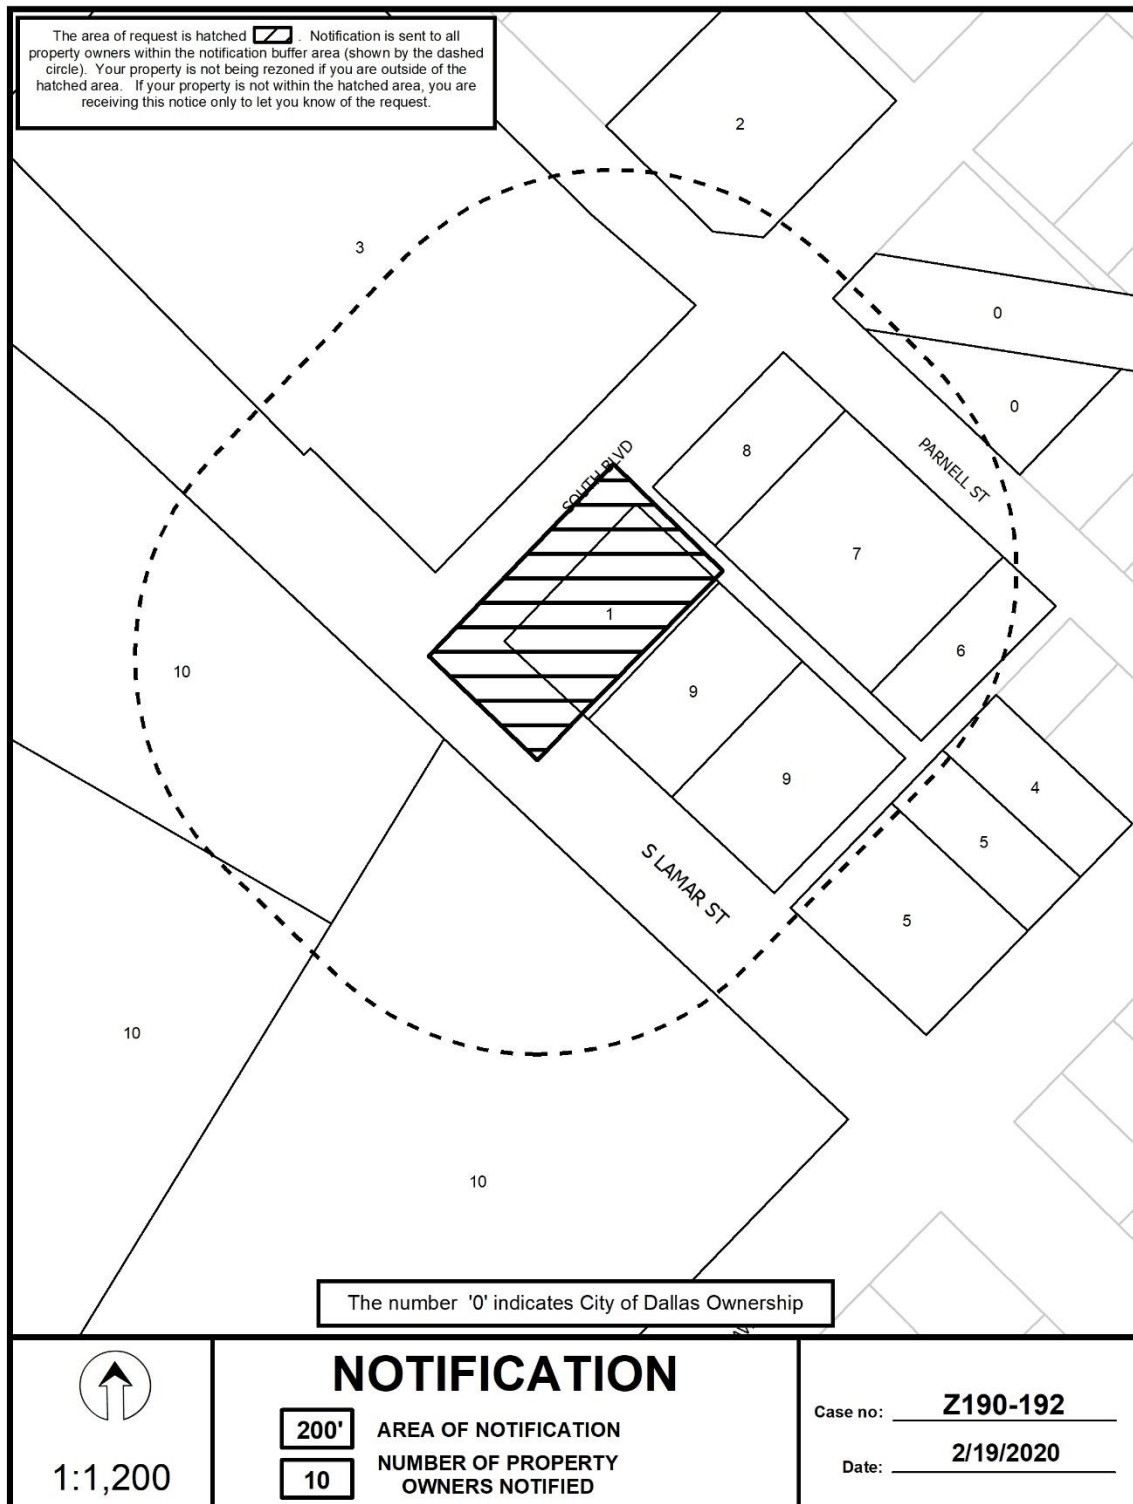 The area of request is hatched . Notification is sent to all
property owners within the notification buffer area (shown by the dashed
circle). Your property is not being rezoned if you are outside of the
hatched area. If your property is not within the hatched area, you are
receiving this notice only to let you know of the request.
2
3
0
0
SOUTH BLVD
8
PARNELL ST
7
1
6
10
9
9
4
5
S LAMAR ST
5
10
10
The number '0' indicates City of Dallas Ownership
1:1,200
NOTIFICATION
200' AREA OF NOTIFICATION
10 NUMBER OF PROPERTY
OWNERS NOTIFIED
Case no: Z190-192
Date: 2/19/2020